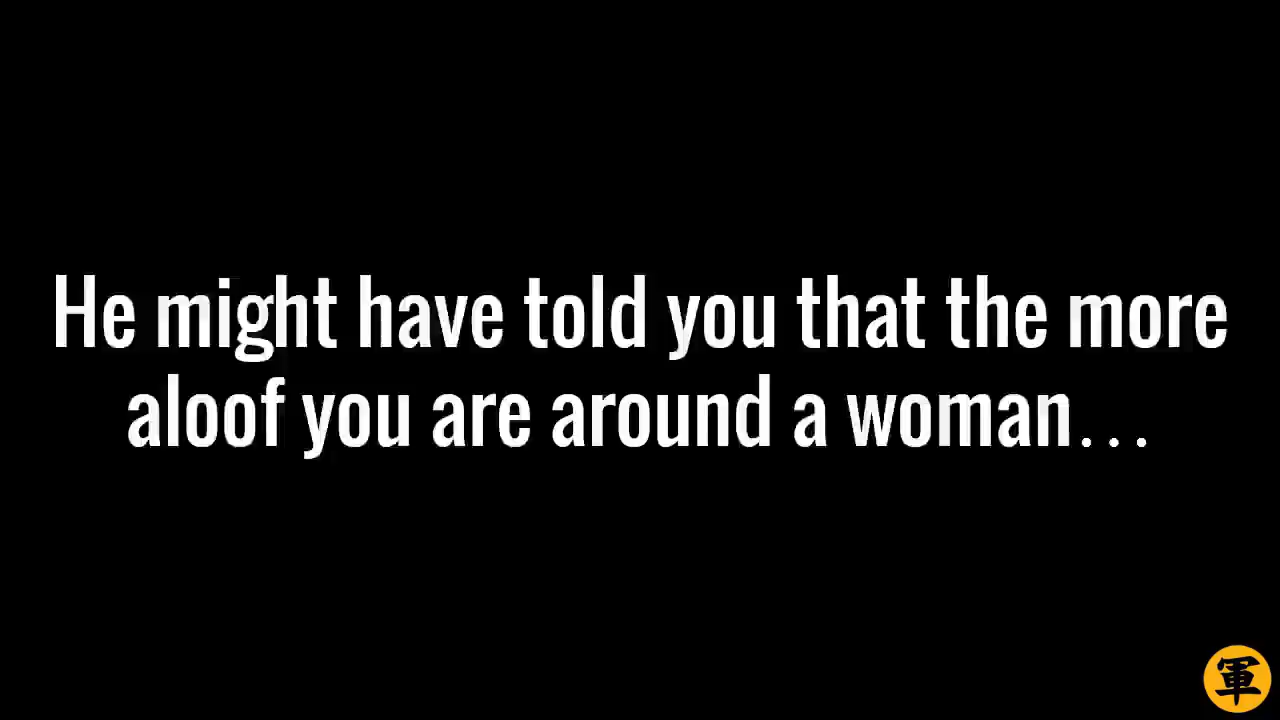 He might have told you that the more
aloof you are around a woman...
軍